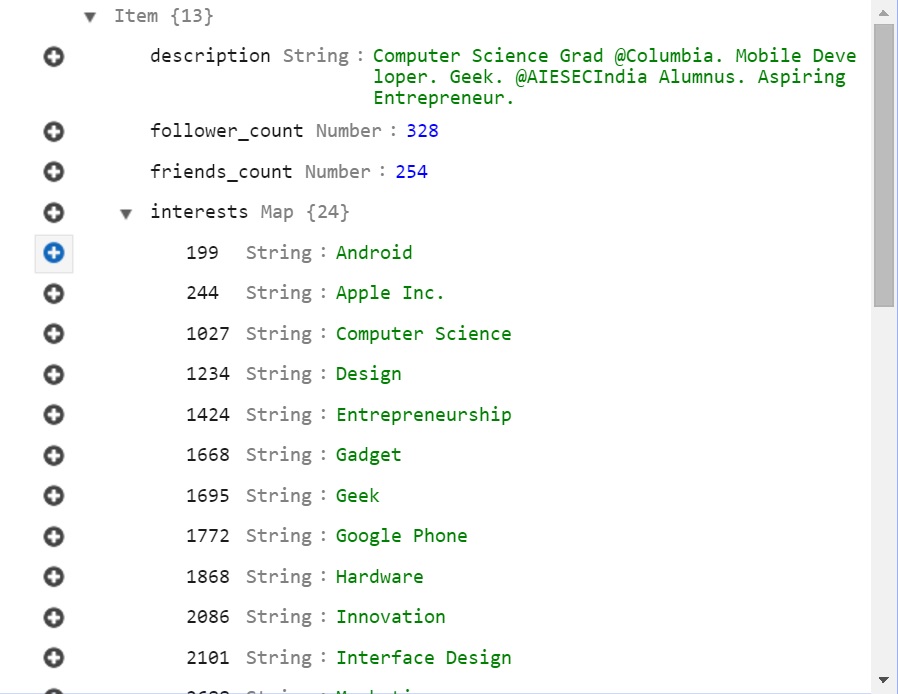 Item {13}
description String : Computer Science Grad @Columbia. Mobile Deve
loper. Geek. @AIESECIndia Alumnus. Aspiring
Entrepreneur.
follower_count Number : 328
friends_count Number : 254
interests Map {24}
199 String : Android
244 String : Apple Inc.
1027 String : Computer Science
1234 String : Design
1424 String : Entrepreneurship
1668 String : Gadget
1695 String : Geek
1772 String : Google Phone
1868 String : Hardware
2086 String : Innovation
2101 String : Interface Design